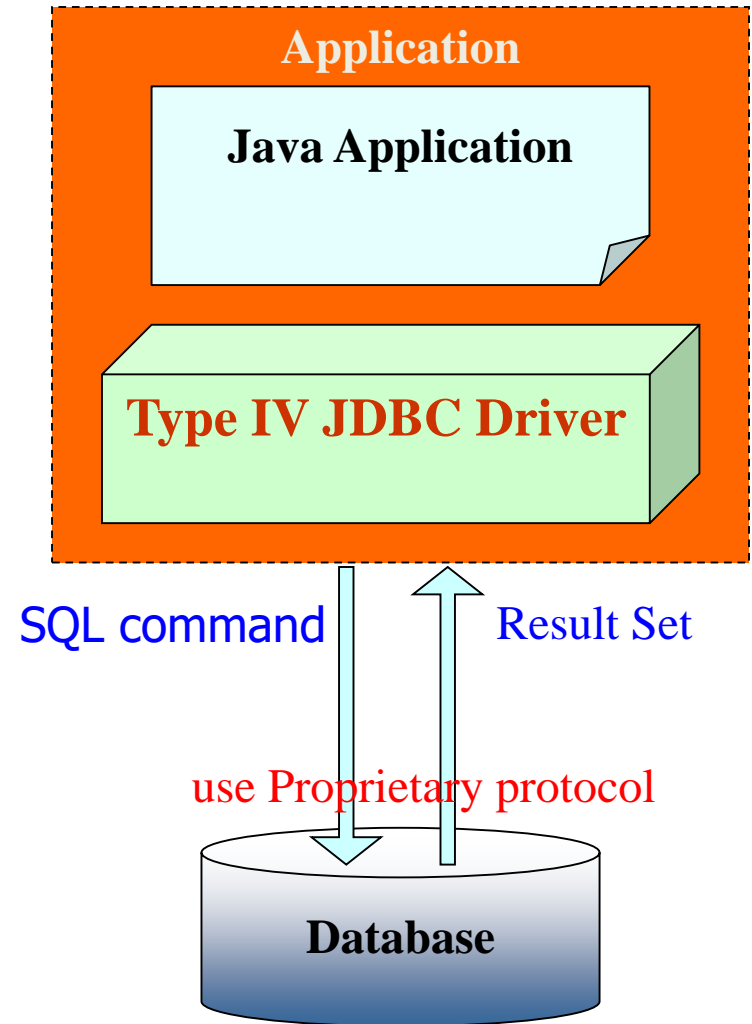 Application
Java Application
Type IV JDBC Driver
SQL command
Result Set
use Proprietary protocol
Database